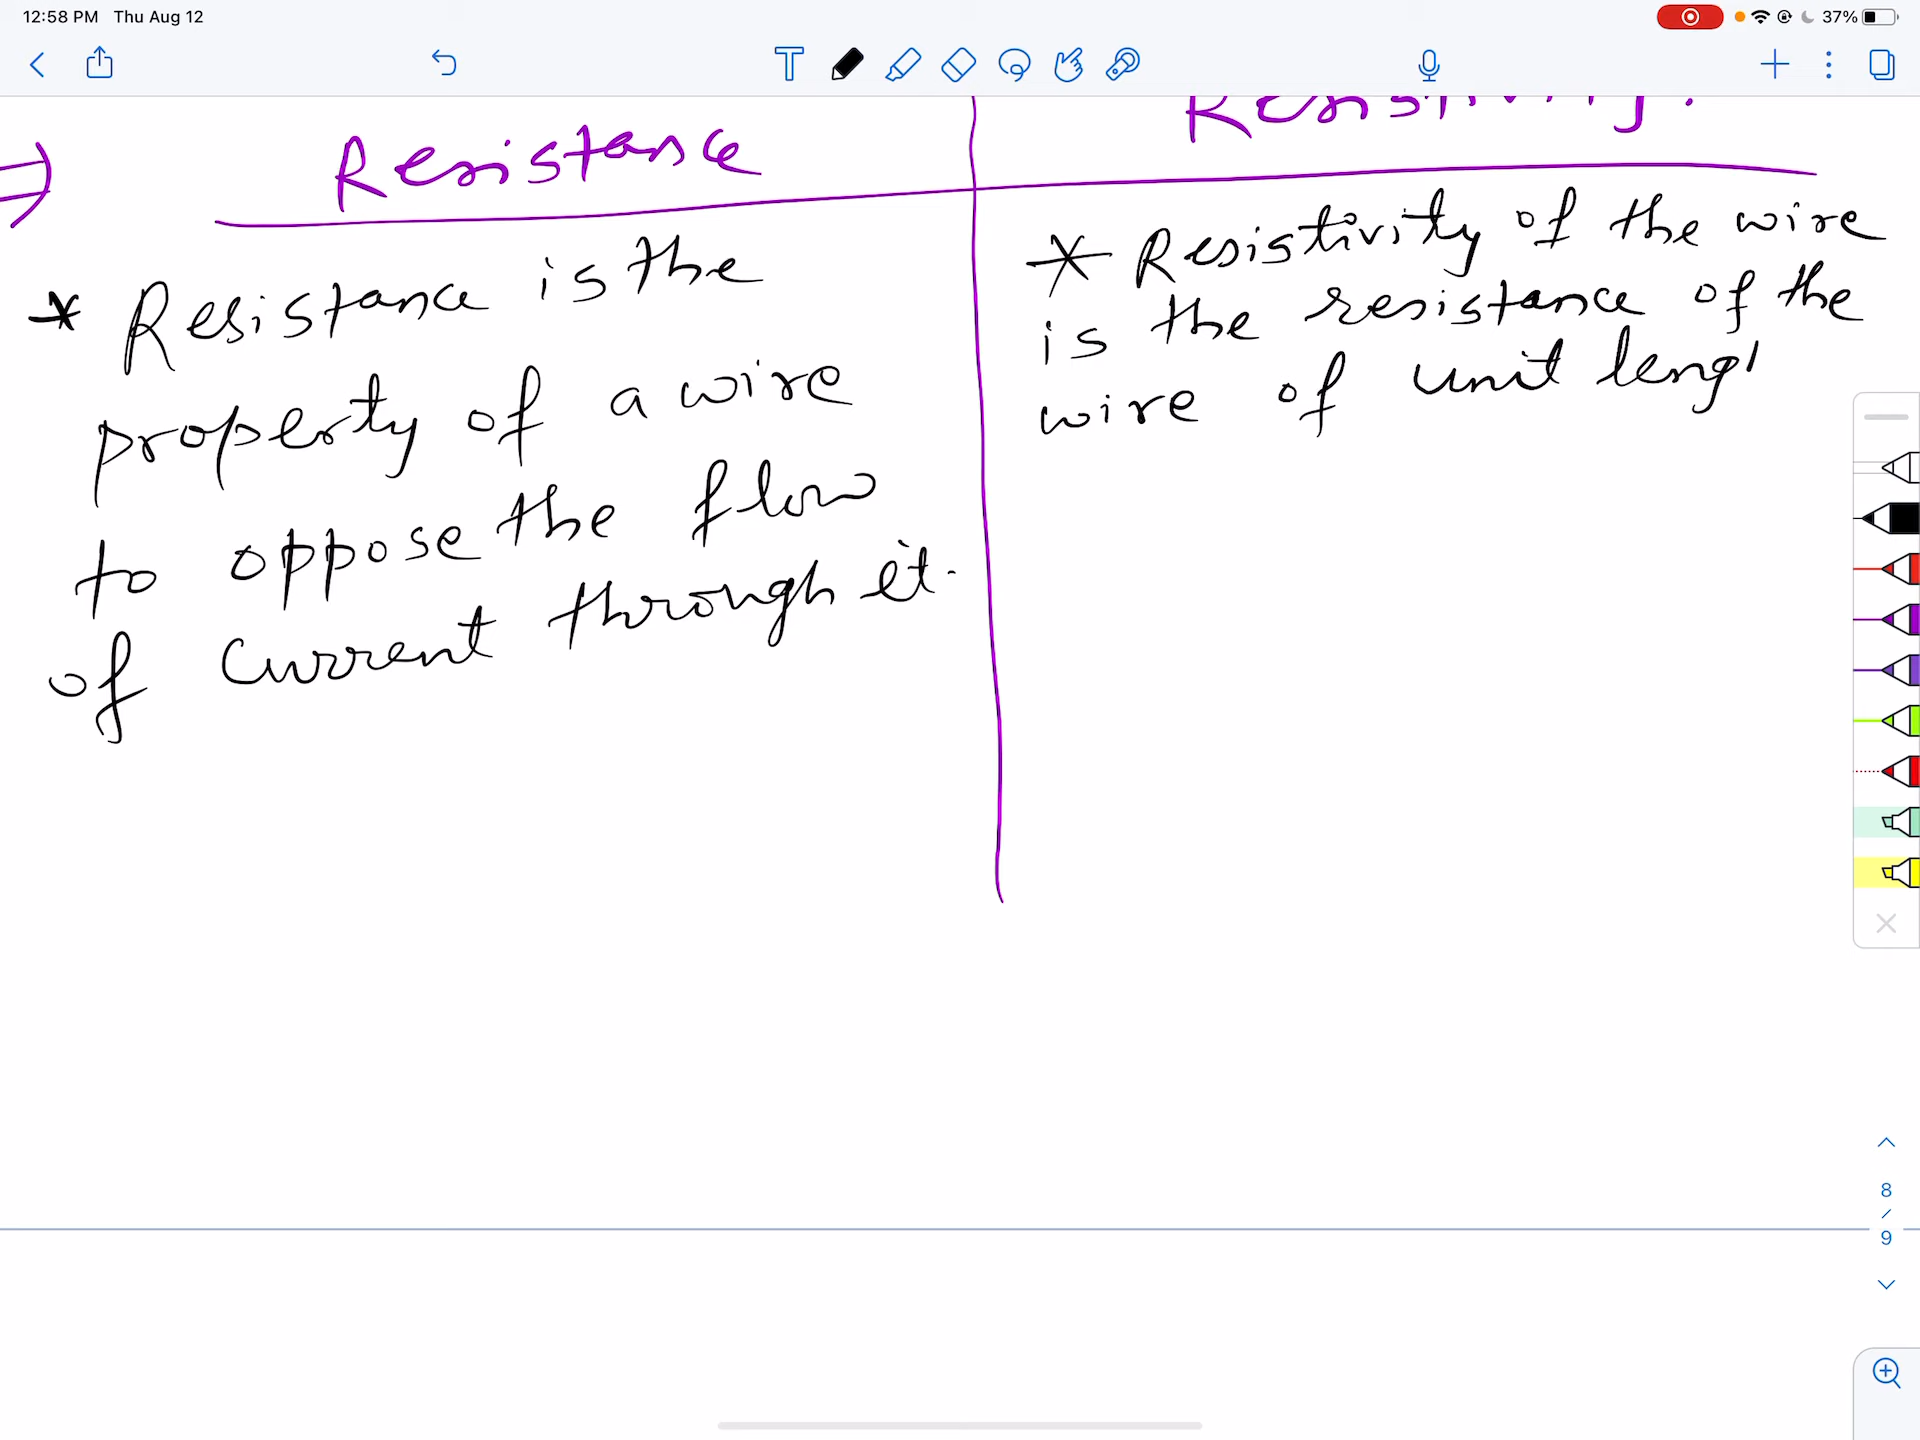 12:58 PM Thu Aug 12
37%
Resistance
Resistivity.
* Resistance is the
property of a wire
to oppose the flow
of current through it.
* Resistivity of the wire
is the resistance of the
wire of unit lengt
8
/
9